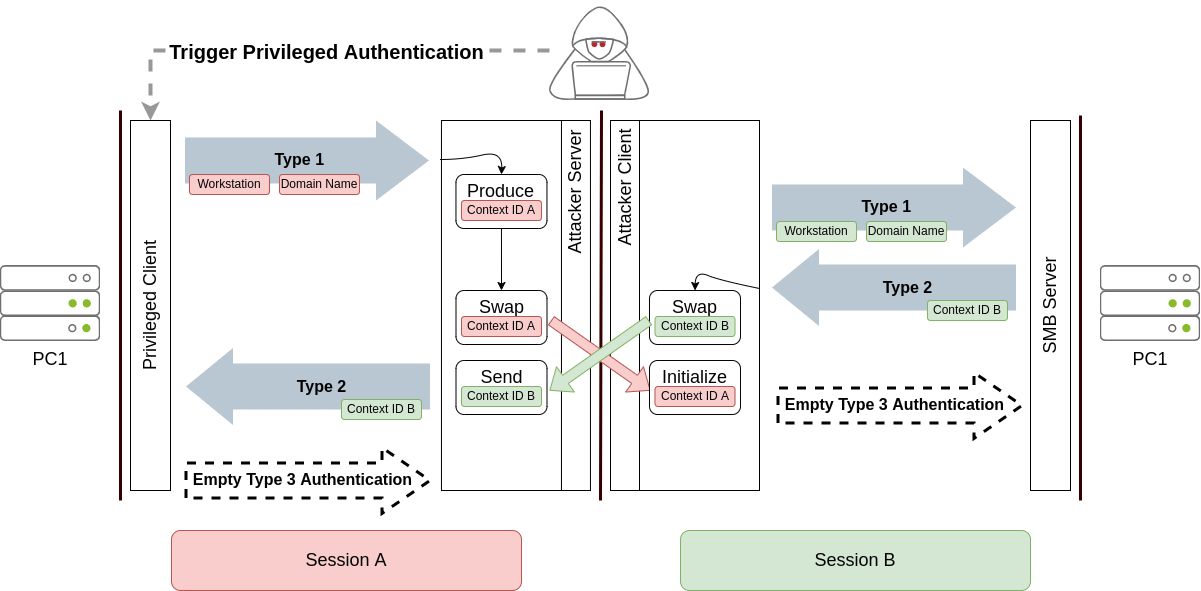 Trigger Privileged Authentication
Privileged Client
Type 1
Workstation
Domain Name
Produce
Context ID A
Attacker Server
Attacker Client
Type 1
Workstation
Domain Name
Type 2
Context ID B
SMB Server
Swap
Context ID A
Swap
Context ID B
PC1
PC1
Type 2
Context ID B
Send
Context ID B
Initialize
Context ID A
Empty Type 3 Authentication
Empty Type 3 Authentication
Session A
Session B